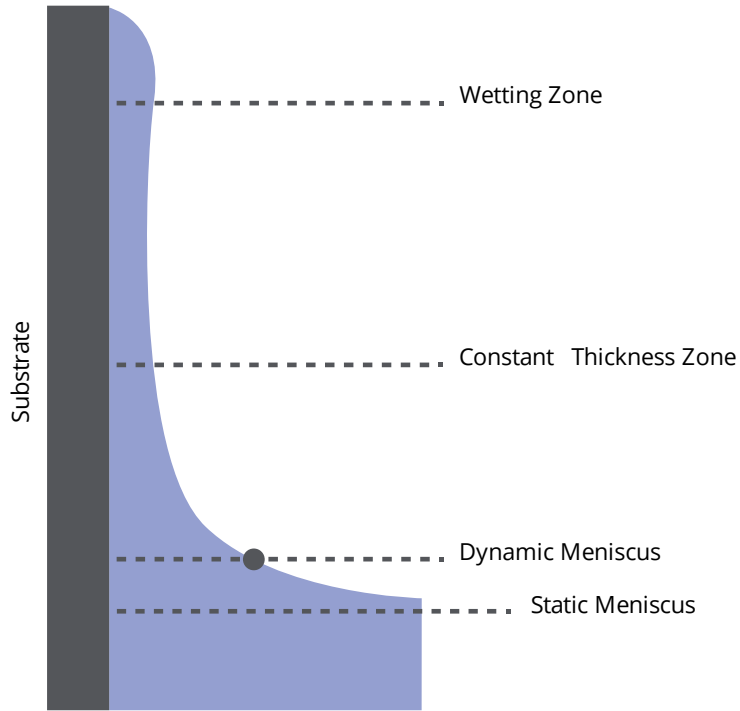 Wetting Zone
Substrate
Constant Thickness Zone
Dynamic Meniscus
Static Meniscus